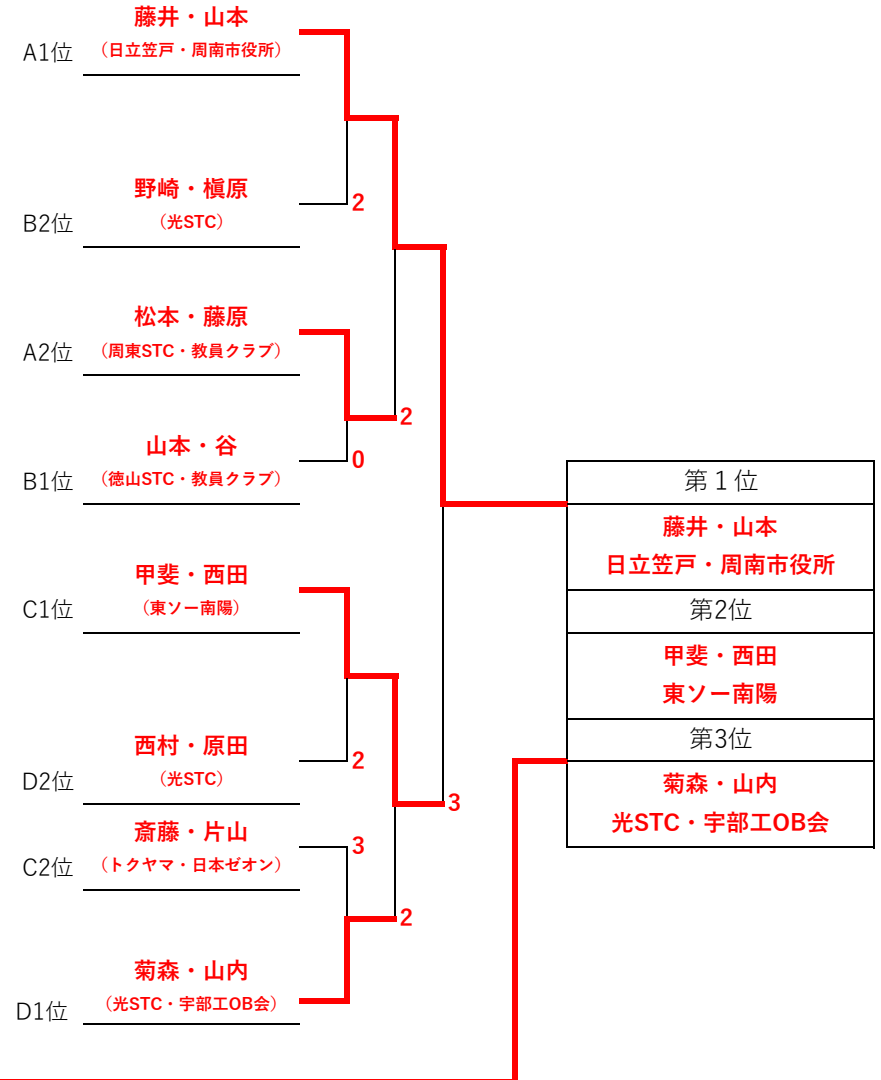 藤井・山本
A1位
（日立笠戸・周南市役所）
野崎・槇原
2
B2位
（光STC）
松本・藤原
A2位
（周東STC・教員クラブ）
2
山本・谷
0
B1位
（徳山STC・教員クラブ）
第１位
藤井・山本
日立笠戸・周南市役所
甲斐・西田
C1位
（東ソー南陽）
第2位
甲斐・西田
東ソー南陽
西村・原田
2
D2位
（光STC）
第3位
菊森・山内
光STC・宇部工OB会
3
斎藤・片山
3
C2位
（トクヤマ・日本ゼオン）
2
菊森・山内
D1位
（光STC・宇部工OB会）